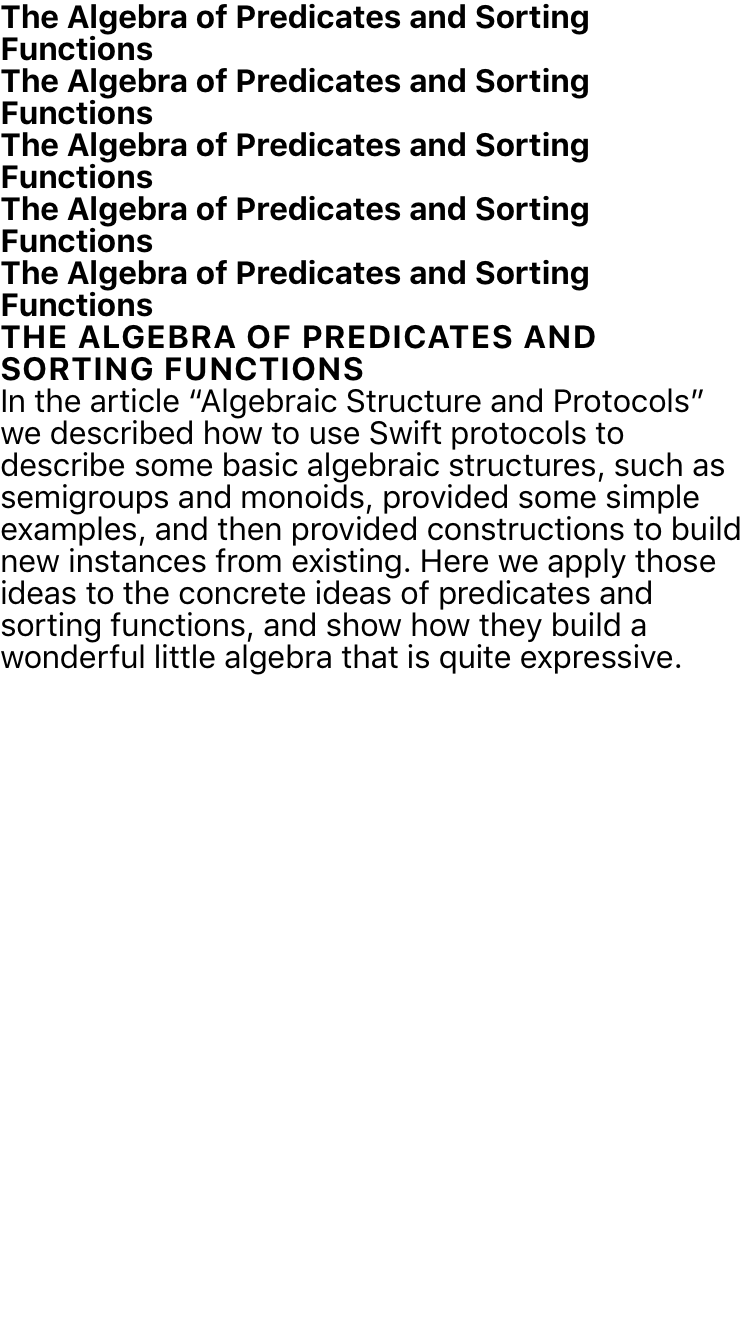 The Algebra of Predicates and Sorting
Functions
The Algebra of Predicates and Sorting
Functions
The Algebra of Predicates and Sorting
Functions
The Algebra of Predicates and Sorting
Functions
The Algebra of Predicates and Sorting
Functions
THE ALGEBRA OF PREDICATES AND
SORTING FUNCTIONS
In the article “Algebraic Structure and Protocols”
we described how to use Swift protocols to
describe some basic algebraic structures, such as
semigroups and monoids, provided some simple
examples, and then provided constructions to build
new instances from existing. Here we apply those
ideas to the concrete ideas of predicates and
sorting functions, and show how they build a
wonderful little algebra that is quite expressive.